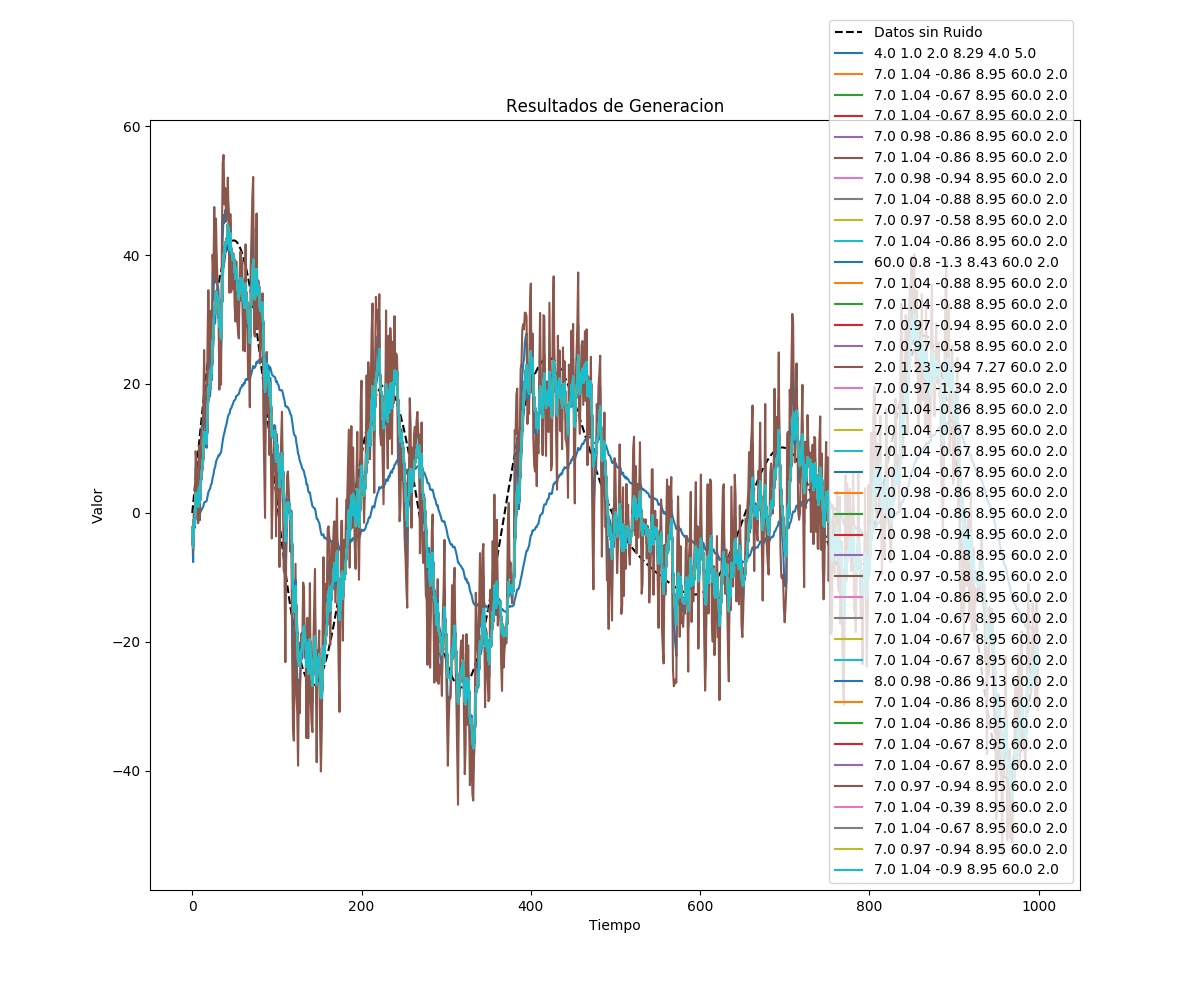 Resultados de Generacion
Valor
60
40
20
0
−20
−40
0
200
400
600
800
1000
Tiempo
Datos sin Ruido
4.0 1.0 2.0 8.29 4.0 5.0
7.0 1.04 -0.86 8.95 60.0 2.0
7.0 1.04 -0.67 8.95 60.0 2.0
7.0 1.04 -0.67 8.95 60.0 2.0
7.0 0.98 -0.86 8.95 60.0 2.0
7.0 1.04 -0.86 8.95 60.0 2.0
7.0 0.98 -0.94 8.95 60.0 2.0
7.0 1.04 -0.88 8.95 60.0 2.0
7.0 0.97 -0.58 8.95 60.0 2.0
7.0 1.04 -0.86 8.95 60.0 2.0
60.0 0.8 -1.3 8.43 60.0 2.0
7.0 1.04 -0.88 8.95 60.0 2.0
7.0 1.04 -0.88 8.95 60.0 2.0
7.0 0.97 -0.94 8.95 60.0 2.0
7.0 0.97 -0.58 8.95 60.0 2.0
2.0 1.23 -0.94 7.27 60.0 2.0
7.0 0.97 -1.34 8.95 60.0 2.0
7.0 1.04 -0.86 8.95 60.0 2.0
7.0 1.04 -0.67 8.95 60.0 2.0
7.0 1.04 -0.67 8.95 60.0 2.0
7.0 1.04 -0.67 8.95 60.0 2.0
7.0 0.98 -0.86 8.95 60.0 2.0
7.0 1.04 -0.86 8.95 60.0 2.0
7.0 0.98 -0.94 8.95 60.0 2.0
7.0 1.04 -0.88 8.95 60.0 2.0
7.0 0.97 -0.58 8.95 60.0 2.0
7.0 1.04 -0.86 8.95 60.0 2.0
7.0 1.04 -0.67 8.95 60.0 2.0
7.0 1.04 -0.67 8.95 60.0 2.0
7.0 1.04 -0.67 8.95 60.0 2.0
8.0 0.98 -0.86 9.13 60.0 2.0
7.0 1.04 -0.86 8.95 60.0 2.0
7.0 1.04 -0.86 8.95 60.0 2.0
7.0 1.04 -0.67 8.95 60.0 2.0
7.0 1.04 -0.67 8.95 60.0 2.0
7.0 0.97 -0.94 8.95 60.0 2.0
7.0 1.04 -0.39 8.95 60.0 2.0
7.0 1.04 -0.67 8.95 60.0 2.0
7.0 0.97 -0.94 8.95 60.0 2.0
7.0 1.04 -0.9 8.95 60.0 2.0